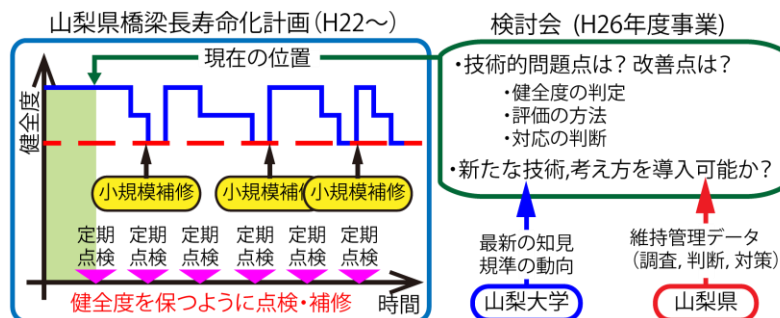 山梨県橋梁長寿命化計画(H22～)
現在の位置
健全度
小規模補修
小規模補修
小規模補修
定期点検
定期点検
定期点検
定期点検
定期点検
定期点検
健全度を保つように点検・補修
時間
検討会 (H26年度事業)
・技術的問題点は? 改善点は?
・健全度の判定
・評価の方法
・対応の判断
・新たな技術,考え方を導入可能か?
最新の知見
規準の動向
山梨大学
維持管理データ
(調査, 判断, 対策)
山梨県